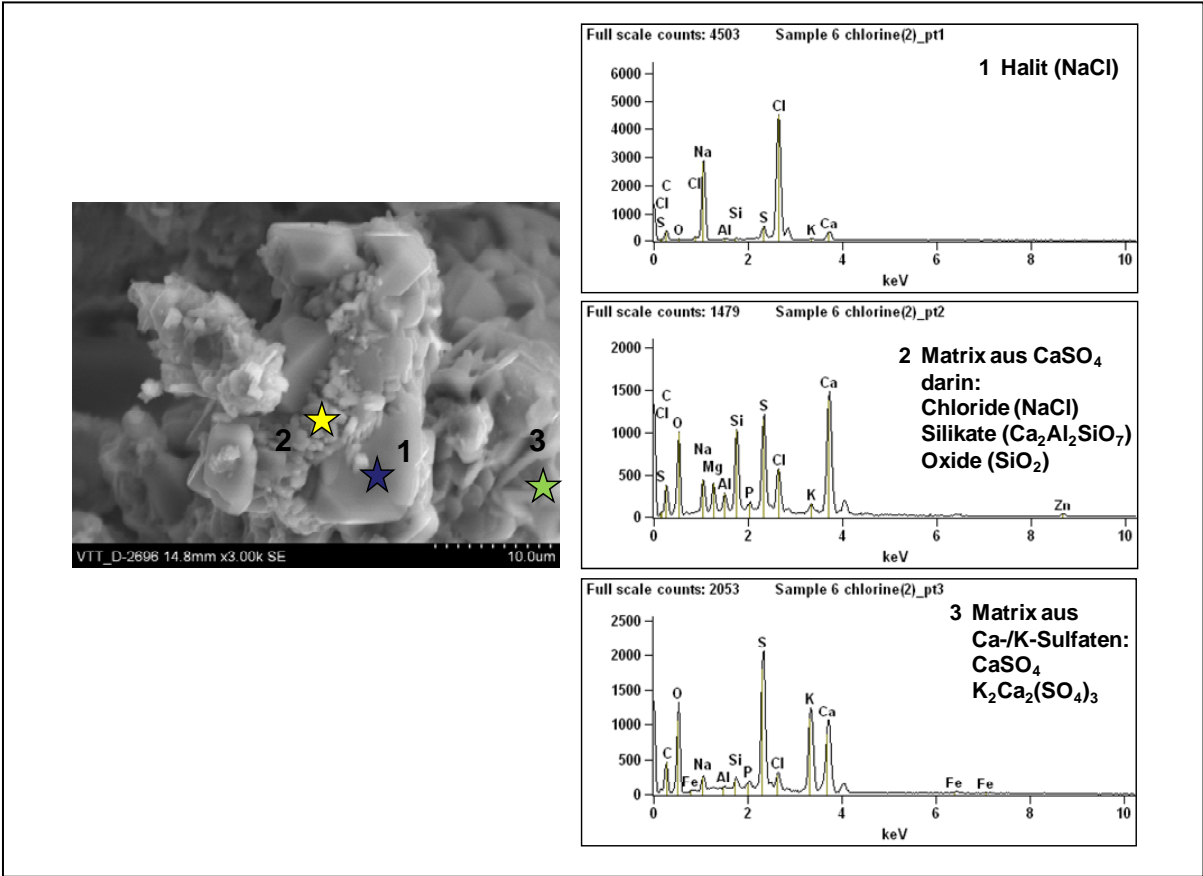 2
1
3
VTT_D-2696 14.8mm x3.00k SE
10.0um
Full scale counts: 4503 Sample 6 chlorine(2)_pt1
1 Halit (NaCl)
6000
5000
4000
3000
2000
1000
0
C
Cl
S
O
Cl
Na
Al
Si
S
Cl
K
Ca
0 2 4 6 8 10
keV
Full scale counts: 1479 Sample 6 chlorine(2)_pt2
2 Matrix aus CaSO₄
darin:
Chloride (NaCl)
Silikate (Ca₂Al₂SiO₇)
Oxide (SiO₂)
2000
1500
1000
500
0
C
Cl
S
O
Na
Mg
Al
Si
P
S
Cl
K
Ca
Zn
0 2 4 6 8 10
keV
Full scale counts: 2053 Sample 6 chlorine(2)_pt3
3 Matrix aus
Ca-/K-Sulfaten:
CaSO₄
K₂Ca₂(SO₄)₃
2500
2000
1500
1000
500
0
C
O
Fe
Na
Al
Si
P
S
Cl
K
Ca
Fe
Fe
0 2 4 6 8 10
keV